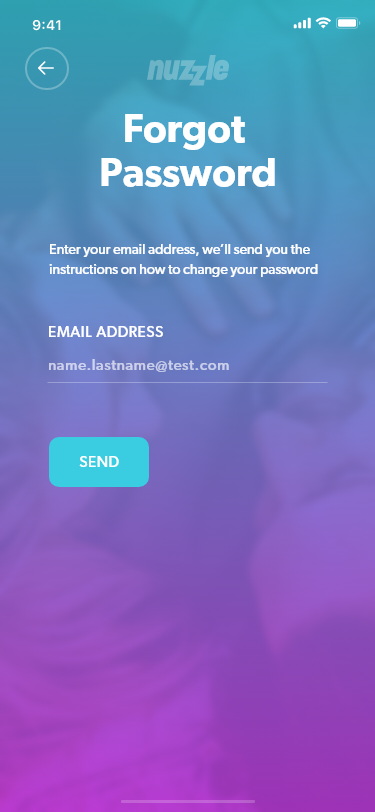 9:41
nuzzle
Forgot
Password
Enter your email address, we’ll send you the
instructions on how to change your password
EMAIL ADDRESS
name.lastname@test.com
SEND